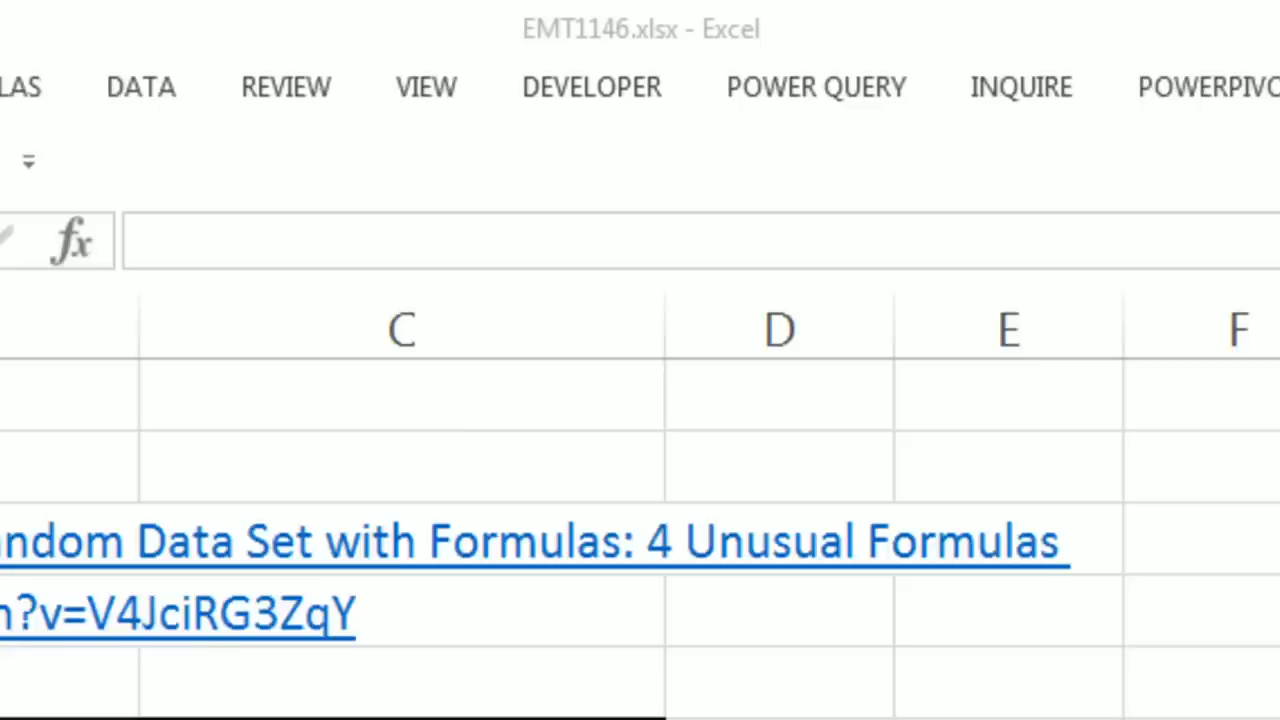 EMT1146.xlsx - Excel
LAS DATA REVIEW VIEW DEVELOPER POWER QUERY INQUIRE POWERPIVO
fx
C D E F
andom Data Set with Formulas: 4 Unusual Formulas
h?v=V4JciRG3ZqY